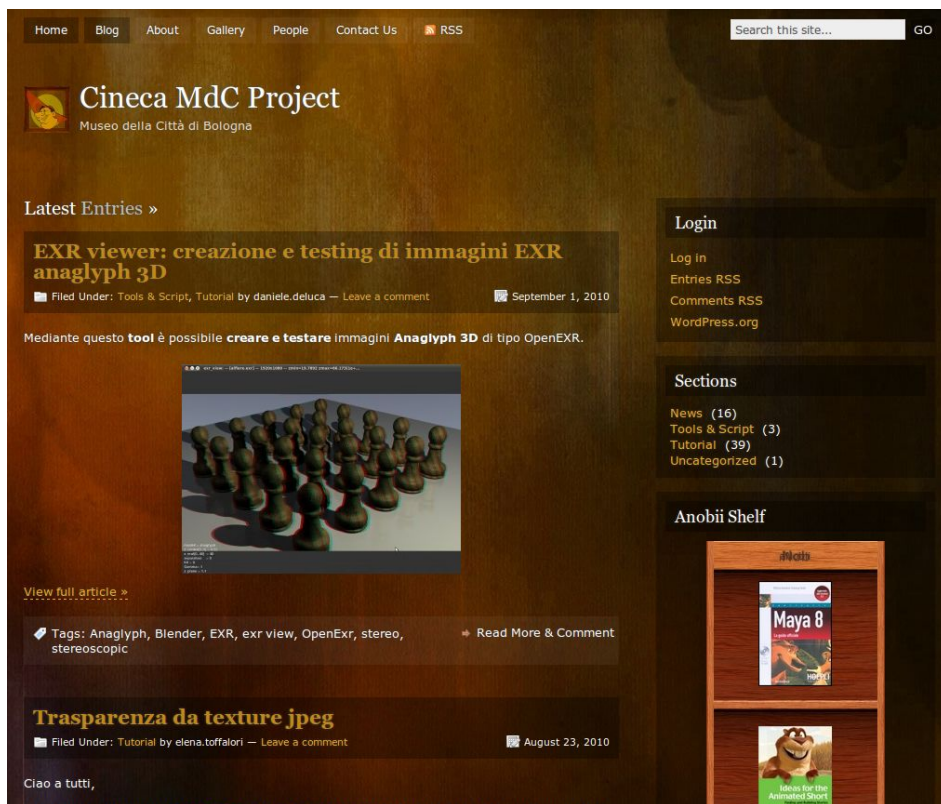 Home Blog About Gallery People Contact Us RSS
Search this site... GO
Cineca MdC Project
Museo della Città di Bologna
Latest Entries »
EXR viewer: creazione e testing di immagini EXR
anaglyph 3D
Filed Under: Tools & Script, Tutorial by daniele.deluca — Leave a comment
September 1, 2010
Mediante questo tool è possibile creare e testare immagini Anaglyph 3D di tipo OpenEXR.
View full article »
Tags: Anaglyph, Blender, EXR, exr view, OpenExr, stereo,
stereoscopic
Read More & Comment
Trasparenza da texture jpeg
Filed Under: Tutorial by elena.toffalori — Leave a comment
August 23, 2010
Ciao a tutti,
Login
Log in
Entries RSS
Comments RSS
WordPress.org
Sections
News (16)
Tools & Script (3)
Tutorial (39)
Uncategorized (1)
Anobii Shelf
Maya 8
HOEPLI
Ideas for the
Animated Short